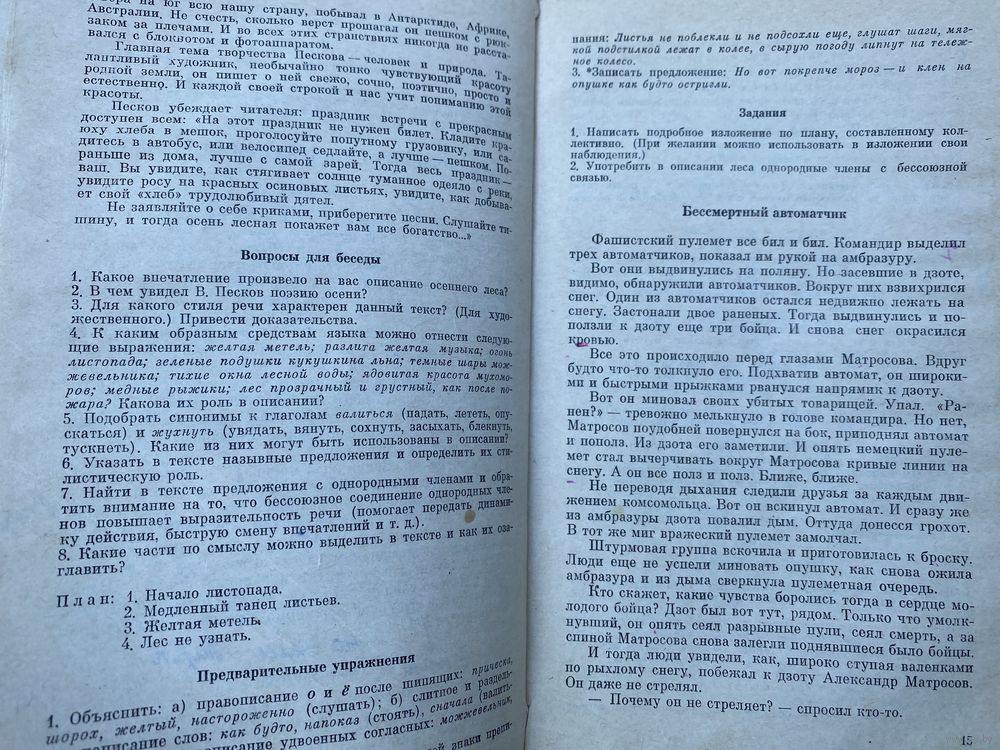 вера на юг всю нашу страну, побывал в Антарктиде, Африке,
Австралии. Не счесть, сколько верст прошагал он пешком с рюк-
заком за плечами. И во всех этих странствиях никогда не расста-
вался с блокнотом и фотоаппаратом.
Главная тема творчества Пескова — человек и природа. Та-
лантливый художник, необычайно тонко чувствующий красоту
родной земли, он пишет о ней свежо, сочно, поэтично, просто и
естественно. И каждой своей строкой и нас учит пониманию этой
красоты.
Песков убеждает читателя: праздник встречи с прекрасным
доступен всем: «На этот праздник не нужен билет. Кладите кра-
юху хлеба в мешок, проголосуйте попутному грузовику, или са-
дитесь в автобус, или велосипед седлайте, а лучше — пешком. По-
раньше из дома, лучше с самой зарей. Тогда весь праздник —
ваш. Вы увидите, как стягивает солнце туманное одеяло с реки,
увидите росу на красных осиновых листьях, увидите, как добыва-
ет свой «хлеб» трудолюбивый дятел.
Не заявляйте о себе криками, приберегите песни. Слушайте ти-
шину, и тогда осень лесная покажет вам все богатство...»
Вопросы для беседы
1. Какое впечатление произвело на вас описание осеннего леса?
2. В чем увидел В. Песков поэзию осени?
3. Для какого стиля речи характерен данный текст? (Для худо-
жественного.) Привести доказательства.
4. К каким образным средствам языка можно отнести следую-
щие выражения: желтая метель; разлита желтая музыка; огонь
листопада; зеленые подушки кукушкина льна; темные шары мож-
жевельника; тихие окна лесной воды; ядовитая красота мухомо-
ров; медные рыжики; лес прозрачный и грустный, как после по-
жара? Какова их роль в описании?
5. Подобрать синонимы к глаголам валиться (падать, лететь, опу-
скаться) и жухнуть (увядать, вянуть, сохнуть, засыхать, блекнуть,
тускнеть). Какие из них могут быть использованы в описании?
6. Указать в тексте назывные предложения и определить их сти-
листическую роль.
7. Найти в тексте предложения с однородными членами и обра-
тить внимание на то, что бессоюзное соединение однородных чле-
нов повышает выразительность речи (помогает передать динами-
ку действия, быструю смену впечатлений и т. д.).
8. Какие части по смыслу можно выделить в тексте и как их оза-
главить?
План: 1. Начало листопада.
2. Медленный танец листьев.
3. Желтая метель.
4. Лес не узнать.
Предварительные упражнения
1. Объяснить: а) правописание о и ё после шипящих: прическа,
шорох, желтый, настороженно (слушать); б) слитное и раздель-
писание слов: как будто, напоказ (стоять), сначала (валить-
писание удвоенных согласных: можжевельник,
ой знаки препи-
нания: Листья не поблекли и не подсохли еще, глушат шаги, мяг-
кой подстилкой лежат в колее, в сырую погоду липнут на тележ-
ное колесо.
3. *Записать предложение: Но вот покрепче мороз — и клен на
опушке как будто остригли.
Задания
1. Написать подробное изложение по плану, составленному кол-
лективно. (При желании можно использовать в изложении свои
наблюдения.)
2. Употребить в описании леса однородные члены с бессоюзной
связью.
Бессмертный автоматчик
Фашистский пулемет все бил и бил. Командир выделил
трех автоматчиков, показал им рукой на амбразуру.
Вот они выдвинулись на поляну. Но засевшие в дзоте,
видимо, обнаружили автоматчиков. Вокруг них взвихрился
снег. Один из автоматчиков остался недвижно лежать на
снегу. Застонали двое раненых. Тогда выдвинулись и по-
ползли к дзоту еще три бойца. И снова снег окрасился
кровью.
Все это происходило перед глазами Матросова. Вдруг
будто что-то толкнуло его. Подхватив автомат, он широки-
ми и быстрыми прыжками рванулся напрямик к дзоту.
Вот он миновал своих убитых товарищей. Упал. «Ра-
нен?» — тревожно мелькнуло в голове командира. Но нет,
Матросов поудобней повернулся на бок, приподнял автомат
и пополз. Из дзота его заметили. И опять немецкий пуле-
мет стал вычерчивать вокруг Матросова кривые линии на
снегу. А он все полз и полз. Ближе, ближе.
Не переводя дыхания следили друзья за каждым дви-
жением комсомольца. Вот он вскинул автомат. И сразу же
из амбразуры дзота повалил дым. Оттуда донесся грохот.
В тот же миг вражеский пулемет замолчал.
Штурмовая группа вскочила и приготовилась к броску.
Люди еще не успели миновать опушку, как снова ожила
амбразура и из дыма сверкнула пулеметная очередь.
Кто скажет, какие чувства боролись тогда в сердце мо-
лодого бойца? Дзот был вот тут, рядом. Только что умолк-
нувший, он опять сеял разрывные пули, сеял смерть, а за
спиной Матросова снова залегли поднявшиеся было бойцы.
И тогда люди увидели, как, широко ступая валенками
по рыхлому снегу, побежал к дзоту Александр Матросов.
Он даже не стрелял.
— Почему он не стреляет? — спросил кто-то.
15